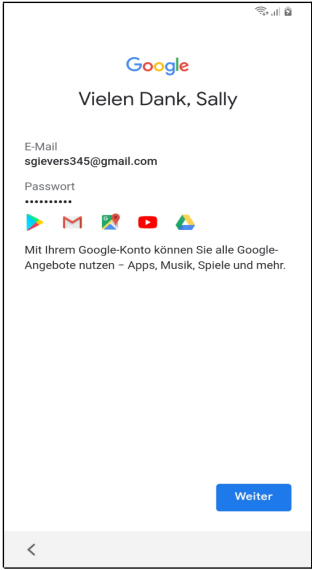 Google
Vielen Dank, Sally
E-Mail
sgievers345@gmail.com
Passwort
••••••••••
Mit Ihrem Google-Konto können Sie alle Google-
Angebote nutzen – Apps, Musik, Spiele und mehr.
Weiter